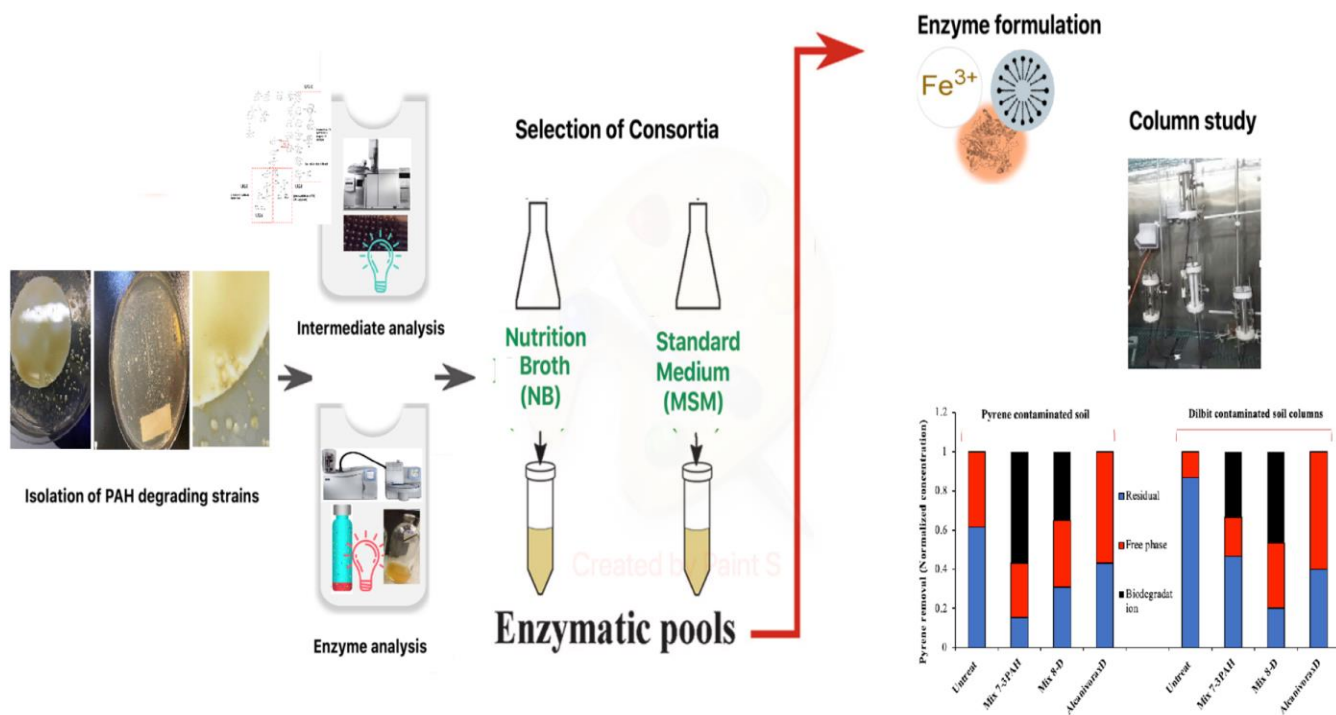 Enzyme formulation
Fe3+
Column study
Selection of Consortia
Intermediate analysis
Nutrition
Broth
(NB)
Standard
Medium
(MSM)
Isolation of PAH degrading strains
Enzyme analysis
Created by Paint S
Enzymatic pools
Pyrene removal (Normalized concentration)
1.2
1
0.8
0.6
0.4
0.2
0
Pyrene contaminated soil
Dilbit contaminated soil columns
Residual
Free phase
Biodegradat
ion
Untreat
Mix 7-3PAH
Mix 8-D
AlcanivoraxD
Untreat
Mix 7-3PAH
Mix 8-D
AlcanivoraxD